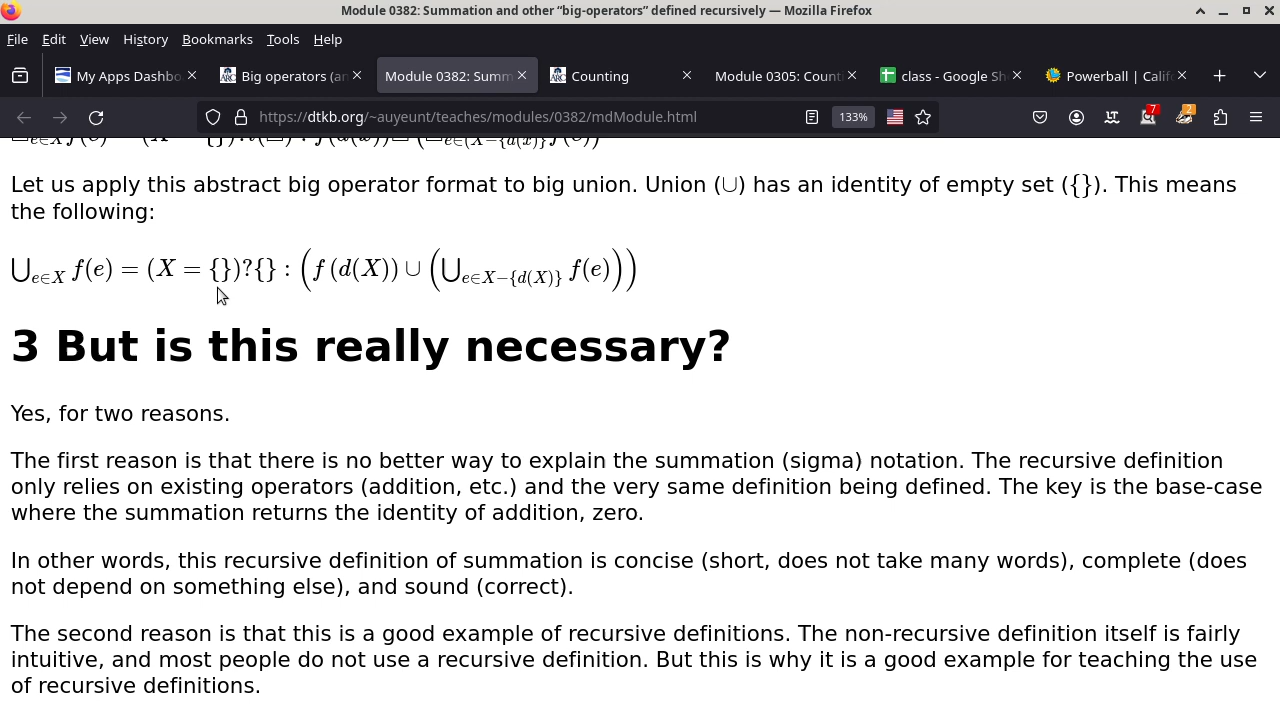 Module 0382: Summation and other “big-operators” defined recursively — Mozilla Firefox
File Edit View History Bookmarks Tools Help
My Apps Dashbo Big operators (an Module 0382: Summ Counting Module 0305: Count class - Google Sh Powerball | Calif
https://dtkb.org/~auyeunt/teaches/modules/0382/mdModule.html 133% 7 2
Let us apply this abstract big operator format to big union. Union (∪) has an identity of empty set ({}). This means
the following:
⋃e∈X f(e) = (X = {})?{} : (f (d(X)) ∪ (⋃e∈X−{d(X)} f(e)))
3 But is this really necessary?
Yes, for two reasons.
The first reason is that there is no better way to explain the summation (sigma) notation. The recursive definition
only relies on existing operators (addition, etc.) and the very same definition being defined. The key is the base-case
where the summation returns the identity of addition, zero.
In other words, this recursive definition of summation is concise (short, does not take many words), complete (does
not depend on something else), and sound (correct).
The second reason is that this is a good example of recursive definitions. The non-recursive definition itself is fairly
intuitive, and most people do not use a recursive definition. But this is why it is a good example for teaching the use
of recursive definitions.